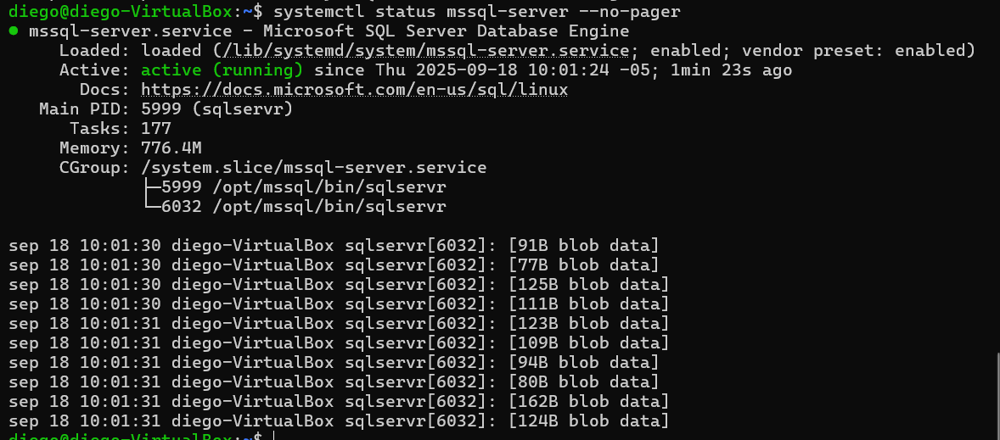 diego@diego-VirtualBox:~$ systemctl status mssql-server --no-pager
● mssql-server.service - Microsoft SQL Server Database Engine
     Loaded: loaded (/lib/systemd/system/mssql-server.service; enabled; vendor preset: enabled)
     Active: active (running) since Thu 2025-09-18 10:01:24 -05; 1min 23s ago
       Docs: https://docs.microsoft.com/en-us/sql/linux
   Main PID: 5999 (sqlservr)
      Tasks: 177
     Memory: 776.4M
     CGroup: /system.slice/mssql-server.service
             ├─5999 /opt/mssql/bin/sqlservr
             └─6032 /opt/mssql/bin/sqlservr

sep 18 10:01:30 diego-VirtualBox sqlservr[6032]: [91B blob data]
sep 18 10:01:30 diego-VirtualBox sqlservr[6032]: [77B blob data]
sep 18 10:01:30 diego-VirtualBox sqlservr[6032]: [125B blob data]
sep 18 10:01:30 diego-VirtualBox sqlservr[6032]: [111B blob data]
sep 18 10:01:31 diego-VirtualBox sqlservr[6032]: [123B blob data]
sep 18 10:01:31 diego-VirtualBox sqlservr[6032]: [109B blob data]
sep 18 10:01:31 diego-VirtualBox sqlservr[6032]: [94B blob data]
sep 18 10:01:31 diego-VirtualBox sqlservr[6032]: [80B blob data]
sep 18 10:01:31 diego-VirtualBox sqlservr[6032]: [162B blob data]
sep 18 10:01:31 diego-VirtualBox sqlservr[6032]: [124B blob data]
diego@diego-VirtualBox:~$